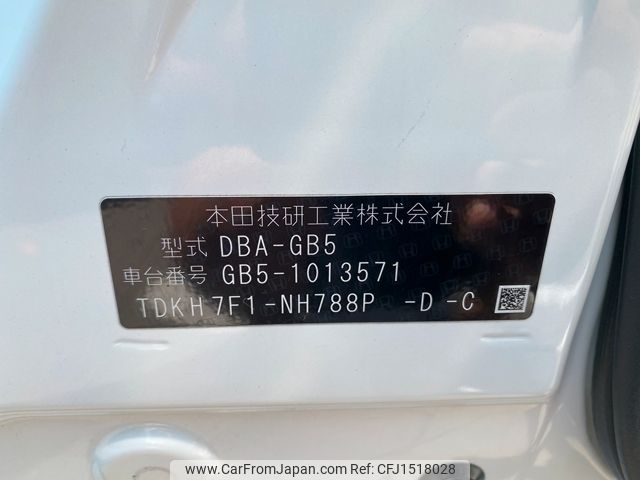 本田技研工業株式会社
型式 DBA-GB5
車台番号 GB5-1013571
TDKH7F1-NH788P -D-C
www.CarFromJapan.com | © CarFromJapan | CFJ1518028